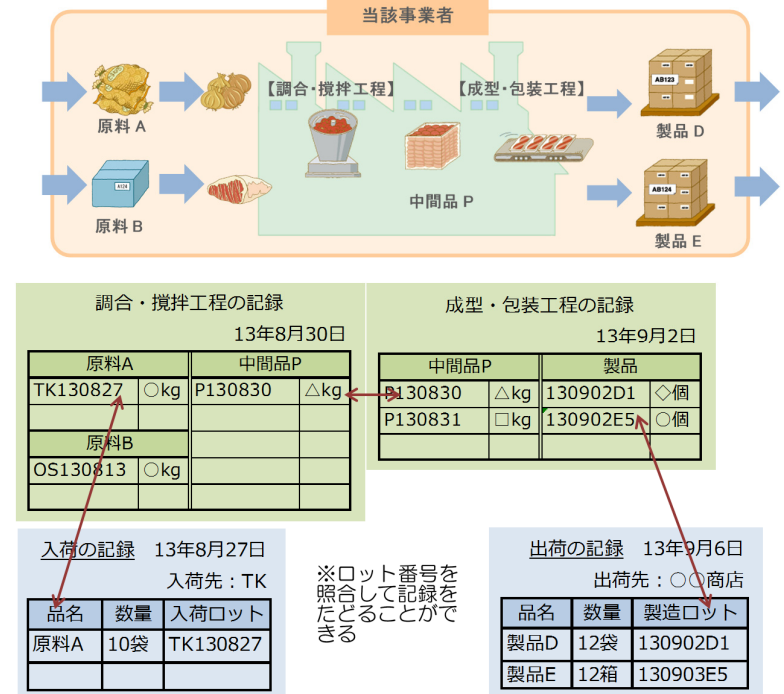 当該事業者
【調合・撹拌工程】
【成型・包装工程】
原料 A
A124
原料 B
中間品 P
AB123
製品 D
AB124
製品 E
調合・撹拌工程の記録
13年8月30日
原料A 中間品P
TK130827 ○kg P130830 △kg
原料B
OS130813 ○kg
成型・包装工程の記録
13年9月2日
中間品P 製品
P130830 △kg 130902D1 ◇個
P130831 □kg 130902E5 ○個
入荷の記録 13年8月27日
入荷先：TK
品名 数量 入荷ロット
原料A 10袋 TK130827
※ロット番号を
照合して記録を
たどることがで
きる
出荷の記録 13年9月6日
出荷先：○○商店
品名 数量 製造ロット
製品D 12袋 130902D1
製品E 12箱 130903E5